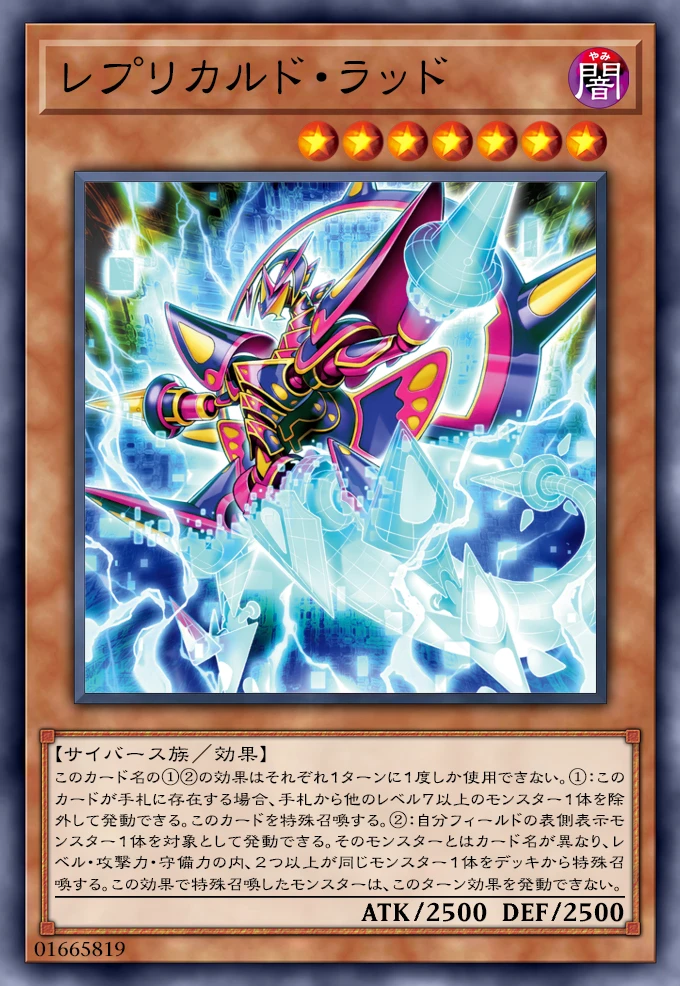 レプリカルド・ラッド
やみ
闇
【サイバース族／効果】
このカード名の①②の効果はそれぞれ1ターンに1度しか使用できない。①：この
カードが手札に存在する場合、手札から他のレベル7以上のモンスター1体を除
外して発動できる。このカードを特殊召喚する。②：自分フィールドの表側表示モ
ンスター1体を対象として発動できる。そのモンスターとはカード名が異なり、レ
ベル・攻撃力・守備力の内、2つ以上が同じモンスター1体をデッキから特殊召
喚する。この効果で特殊召喚したモンスターは、このターン効果を発動できない。
ATK/2500 DEF/2500
01665819